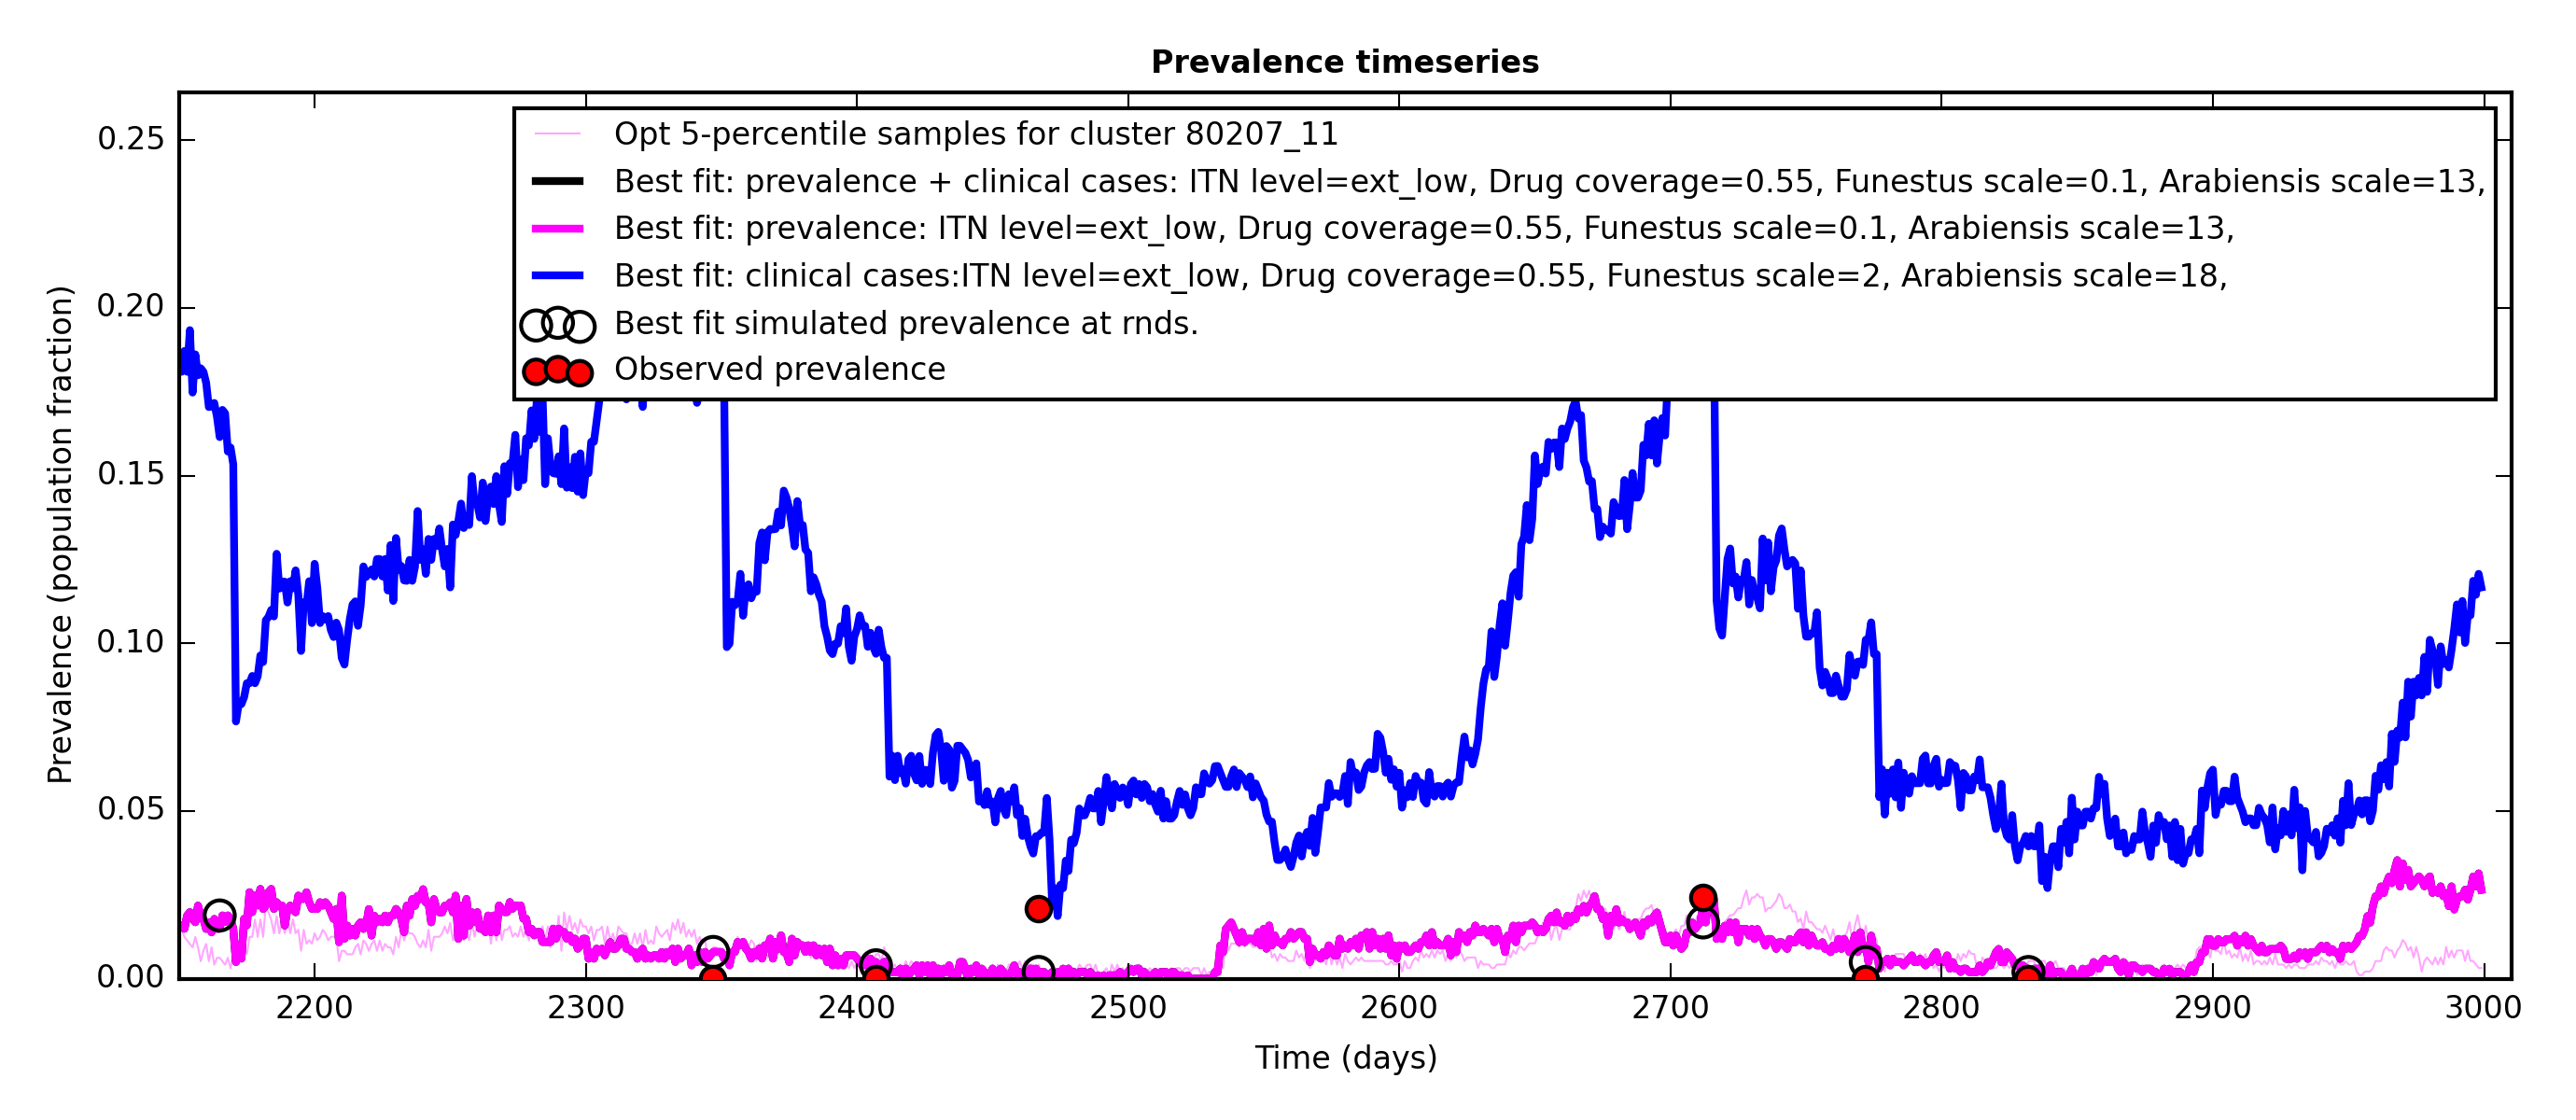 Prevalence timeseries
Opt 5-percentile samples for cluster 80207_11
Best fit: prevalence + clinical cases: ITN level=ext_low, Drug coverage=0.55, Funestus scale=0.1, Arabiensis scale=13,
Best fit: prevalence: ITN level=ext_low, Drug coverage=0.55, Funestus scale=0.1, Arabiensis scale=13,
Best fit: clinical cases:ITN level=ext_low, Drug coverage=0.55, Funestus scale=2, Arabiensis scale=18,
Best fit simulated prevalence at rnds.
Observed prevalence
Prevalence (population fraction)
0.25
0.20
0.15
0.10
0.05
0.00
2200 2300 2400 2500 2600 2700 2800 2900 3000
Time (days)